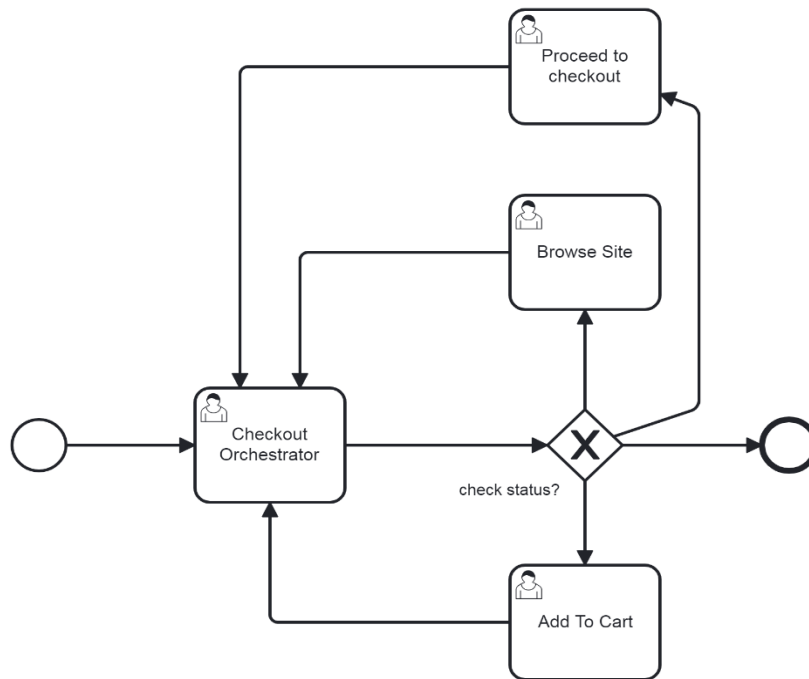 Proceed to
checkout
Browse Site
Checkout
Orchestrator
check status?
Add To Cart